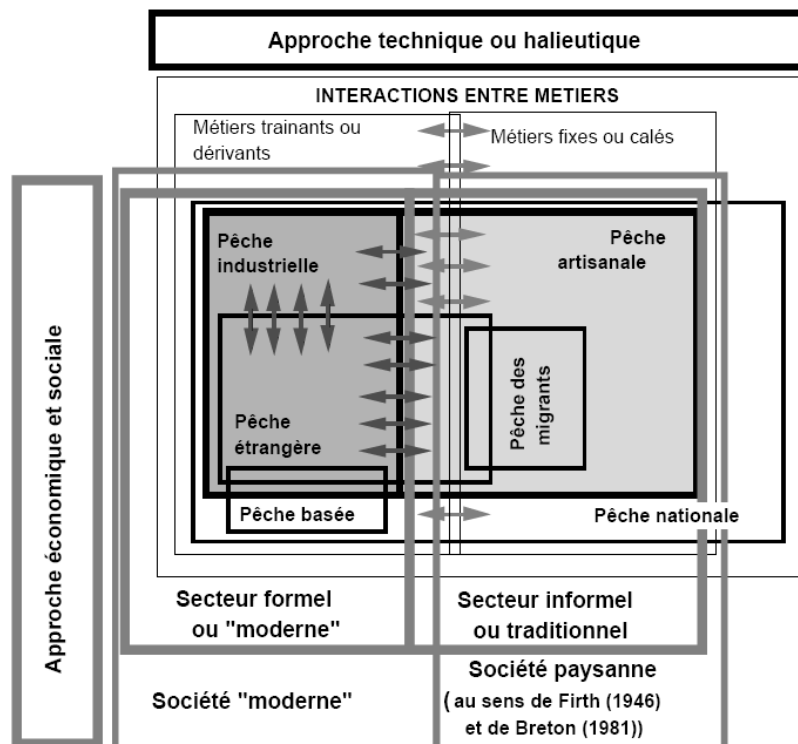 Approche technique ou halieutique
INTERACTIONS ENTRE METIERS
Métiers trainants ou
dérivants
Métiers fixes ou calés
Pêche
industrielle
Pêche
artisanale
Pêche des
migrants
Pêche
étrangère
Pêche basée
Pêche nationale
Approche économique et sociale
Secteur formel
ou "moderne"
Secteur informel
ou traditionnel
Société "moderne"
Société paysanne
( au sens de Firth (1946)
et de Breton (1981))